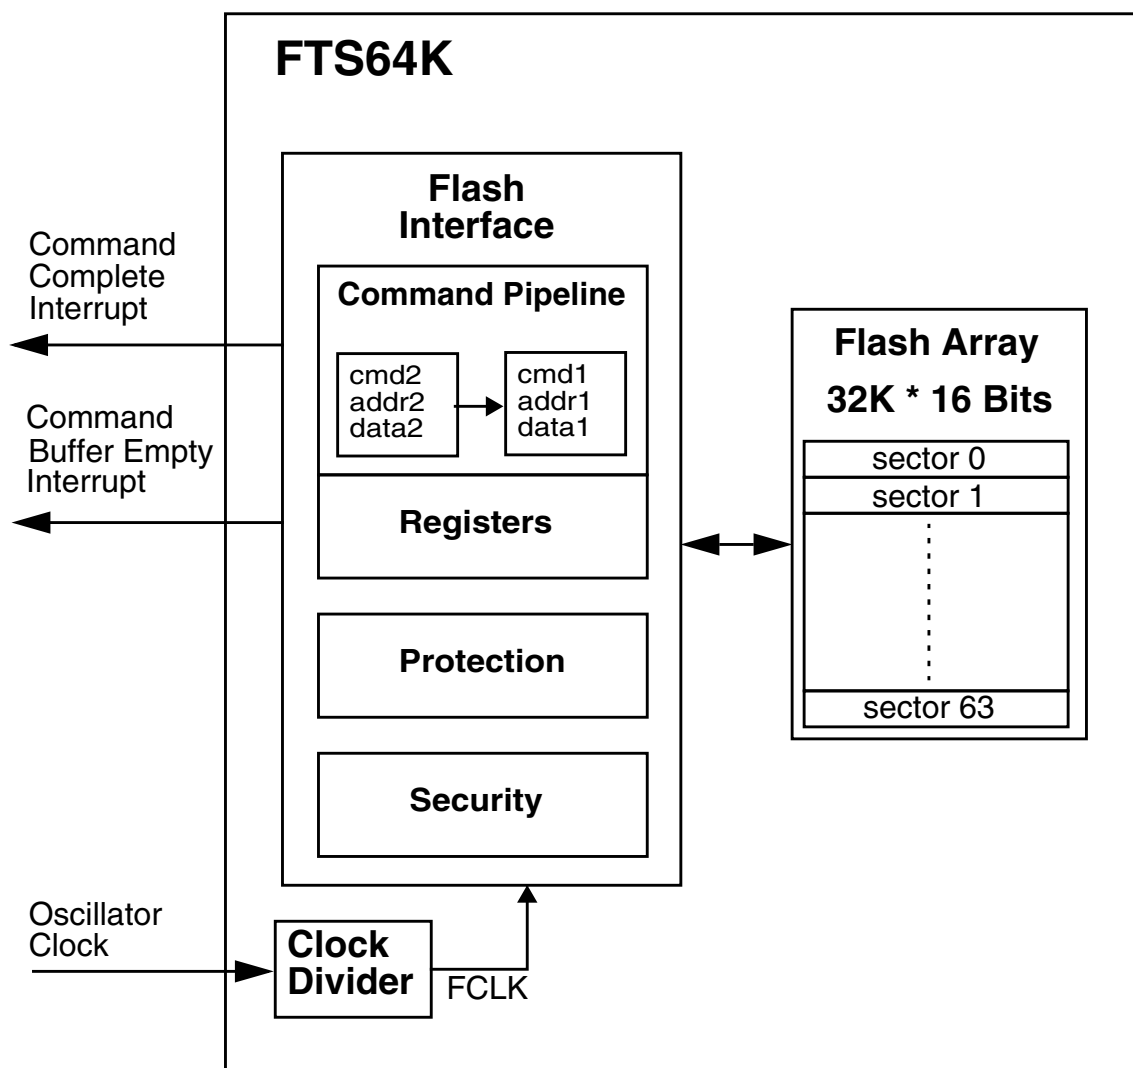 FTS64K
Flash
Interface
Command
Complete
Interrupt
Command Pipeline
cmd2
addr2
data2
cmd1
addr1
data1
Command
Buffer Empty
Interrupt
Registers
Protection
Security
Flash Array
32K * 16 Bits
sector 0
sector 1
sector 63
Oscillator
Clock
Clock
Divider
FCLK